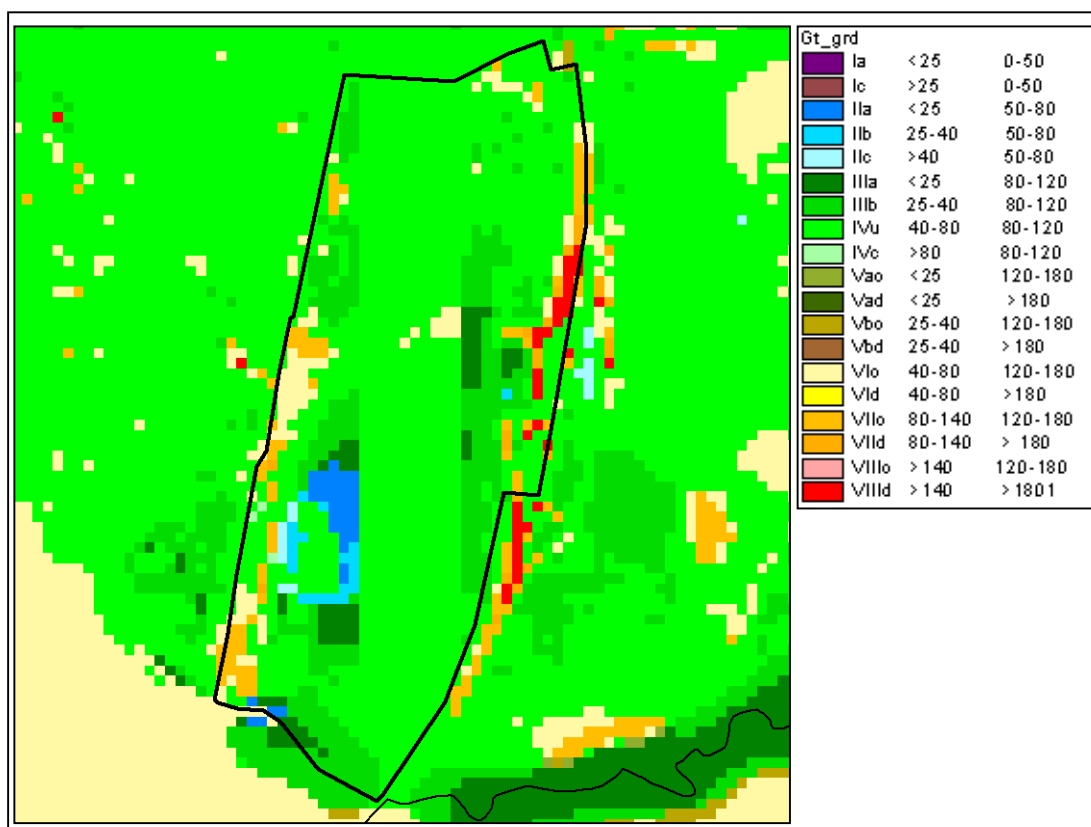 Gt_grd
Ia <25 0-50
Ic >25 0-50
IIa <25 50-80
IIb 25-40 50-80
IIc >40 50-80
IIIa <25 80-120
IIIb 25-40 80-120
IVu 40-80 80-120
IVc >80 80-120
Vao <25 120-180
Vad <25 >180
Vbo 25-40 120-180
Vbd 25-40 >180
VIo 40-80 120-180
VId 40-80 >180
VIIo 80-140 120-180
VIId 80-140 > 180
VIIIo >140 120-180
VIIId >140 >1801